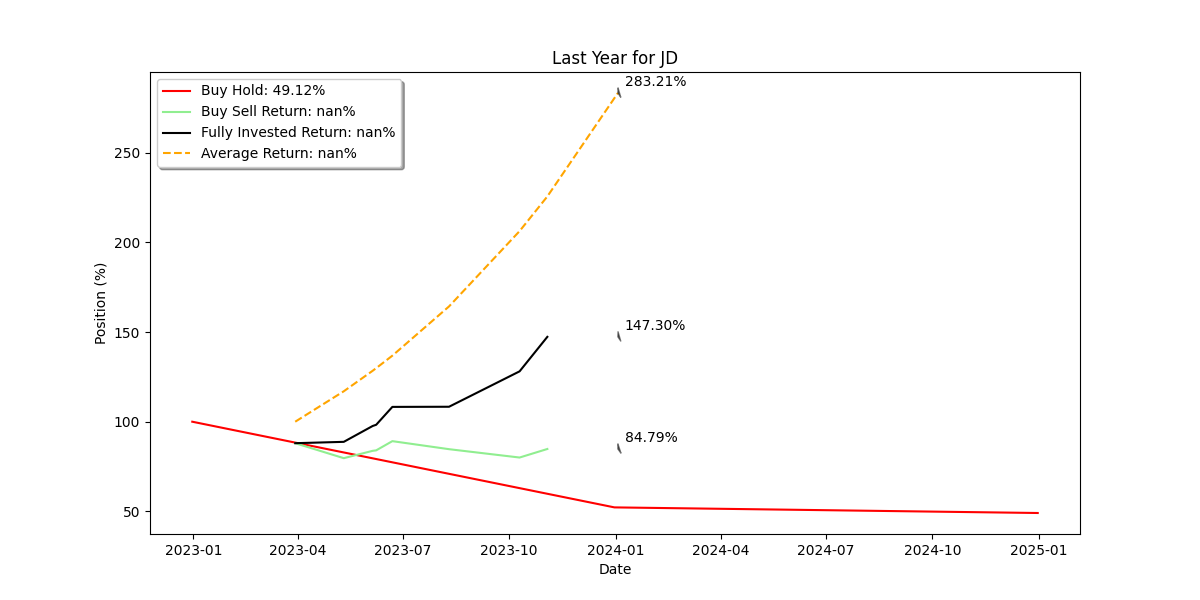 Last Year for JD
283.21%
Buy Hold: 49.12%
Buy Sell Return: nan%
Fully Invested Return: nan%
Average Return: nan%
250
200
Position (%)
150
147.30%
100
84.79%
50
2023-01 2023-04 2023-07 2023-10 2024-01 2024-04 2024-07 2024-10 2025-01
Date